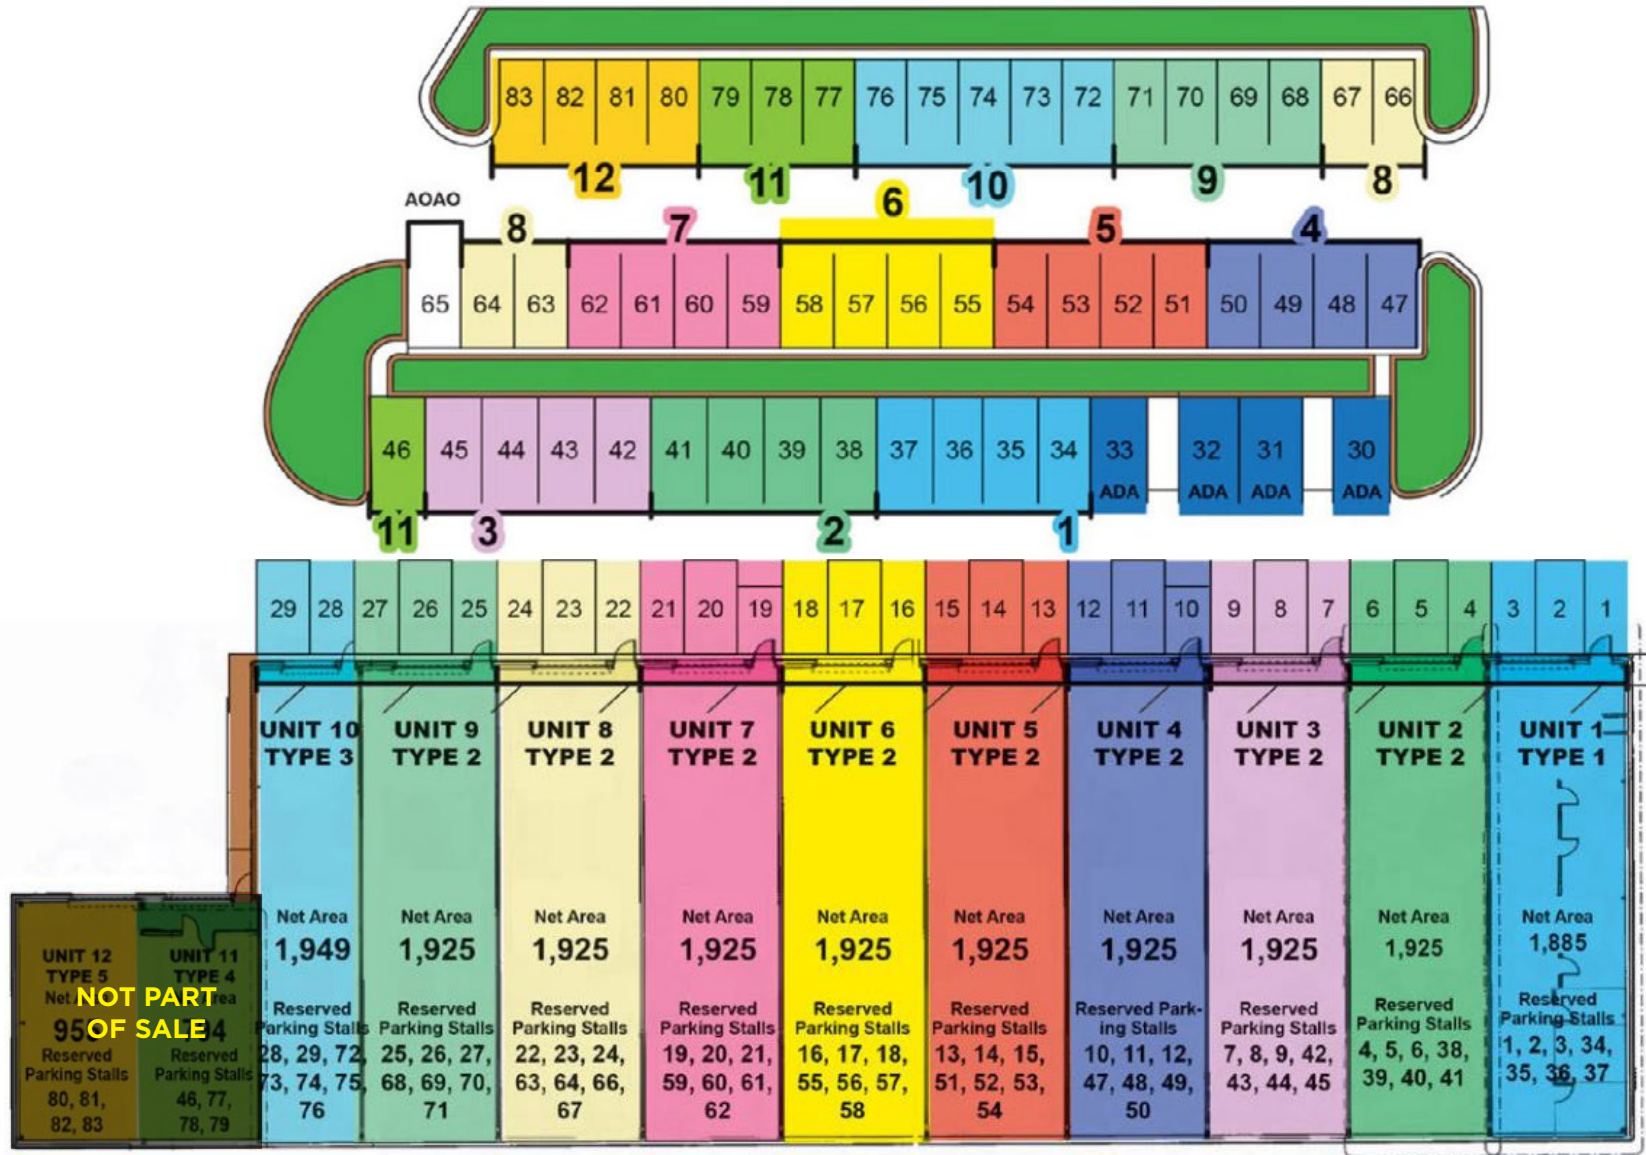 83 82 81 80 79 78 77 76 75 74 73 72 71 70 69 68 67 66
12 11 10 9 8
AOAO
8 7 6 5 4
65 64 63 62 61 60 59 58 57 56 55 54 53 52 51 50 49 48 47
46 45 44 43 42 41 40 39 38 37 36 35 34 33 32 31 30
ADA ADA ADA ADA
11 3 2 1
29 28 27 26 25 24 23 22 21 20 19 18 17 16 15 14 13 12 11 10 9 8 7 6 5 4 3 2 1
UNIT 12
TYPE 5
Reserved
Parking Stalls
80, 81,
82, 83
UNIT 11
TYPE 4
Reserved
Parking Stalls
46, 77,
78, 79
NOT PART
OF SALE
UNIT 10
TYPE 3
Net Area
1,949
Reserved
Parking Stalls
28, 29, 72,
73, 74, 75,
76
UNIT 9
TYPE 2
Net Area
1,925
Reserved
Parking Stalls
25, 26, 27,
68, 69, 70,
71
UNIT 8
TYPE 2
Net Area
1,925
Reserved
Parking Stalls
22, 23, 24,
63, 64, 66,
67
UNIT 7
TYPE 2
Net Area
1,925
Reserved
Parking Stalls
19, 20, 21,
59, 60, 61,
62
UNIT 6
TYPE 2
Net Area
1,925
Reserved
Parking Stalls
16, 17, 18,
55, 56, 57,
58
UNIT 5
TYPE 2
Net Area
1,925
Reserved
Parking Stalls
13, 14, 15,
51, 52, 53,
54
UNIT 4
TYPE 2
Net Area
1,925
Reserved Park-
ing Stalls
10, 11, 12,
47, 48, 49,
50
UNIT 3
TYPE 2
Net Area
1,925
Reserved
Parking Stalls
7, 8, 9, 42,
43, 44, 45
UNIT 2
TYPE 2
Net Area
1,925
Reserved
Parking Stalls
4, 5, 6, 38,
39, 40, 41
UNIT 1
TYPE 1
Net Area
1,885
Reserved
Parking Stalls
1, 2, 3, 34,
35, 36, 37